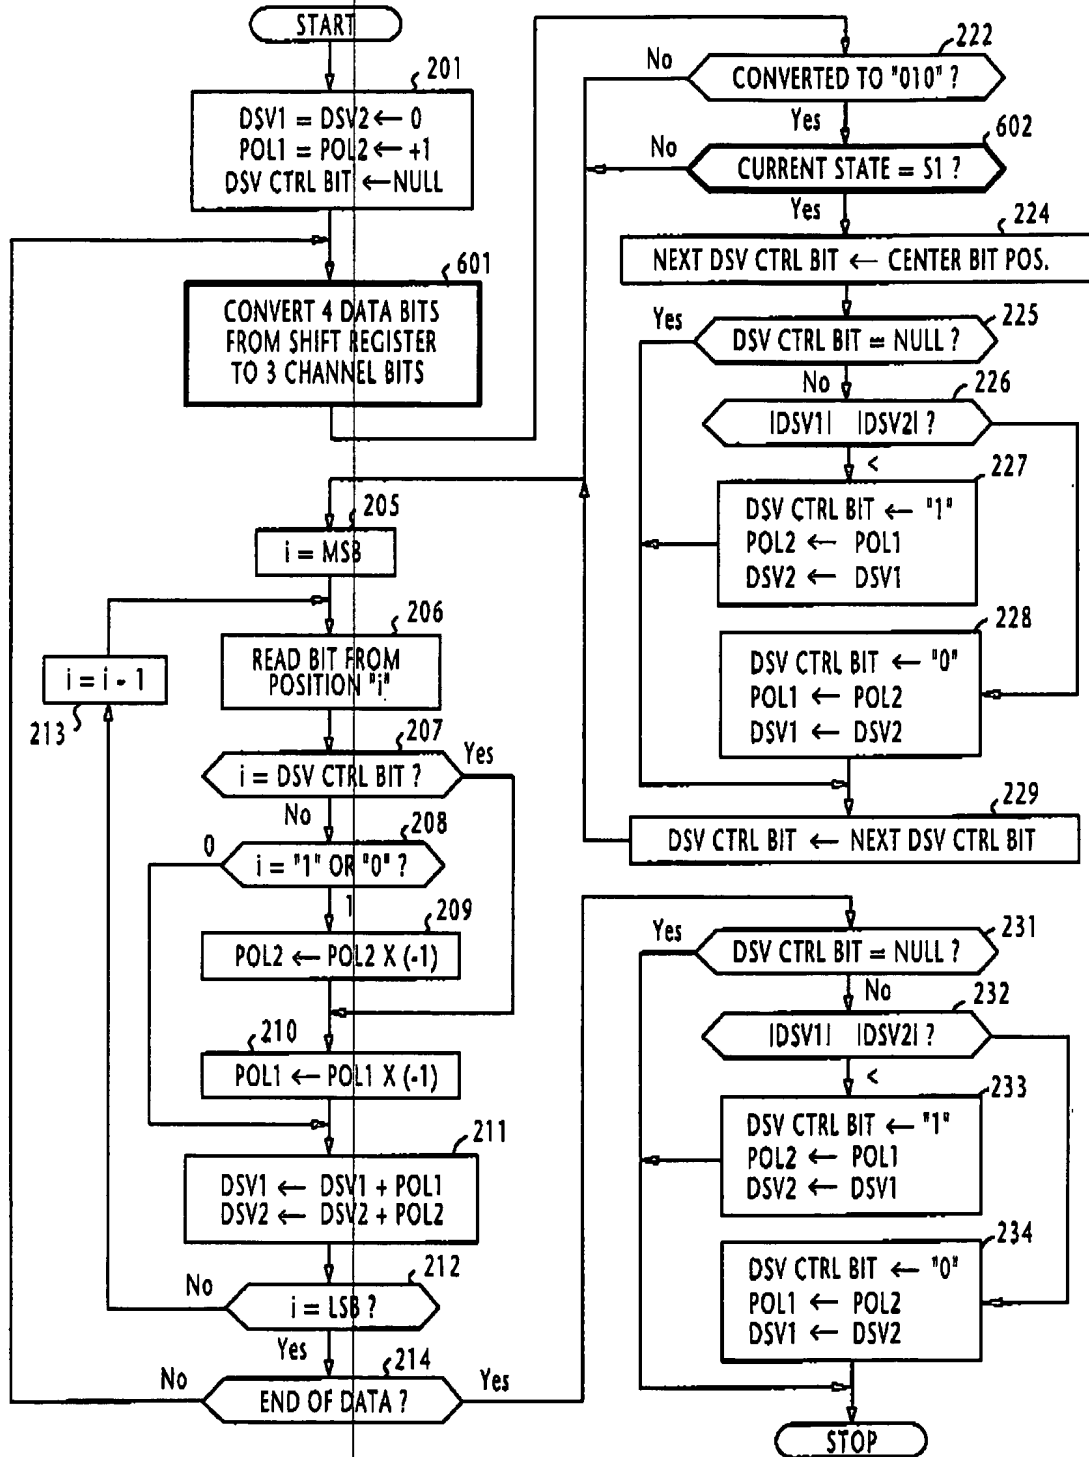 START
201
DSV1 = DSV2 ← 0
POL1 = POL2 ← +1
DSV CTRL BIT ← NULL
601
CONVERT 4 DATA BITS
FROM SHIFT REGISTER
TO 3 CHANNEL BITS
205
i = MSB
206
READ BIT FROM
POSITION "i"
i = i - 1
213
207
i = DSV CTRL BIT ?
Yes
No
208
0
i = "1" OR "0" ?
1
209
POL2 ← POL2 X (-1)
210
POL1 ← POL1 X (-1)
211
DSV1 ← DSV1 + POL1
DSV2 ← DSV2 + POL2
212
No
i = LSB ?
Yes
214
No
END OF DATA ?
Yes
222
No
CONVERTED TO "010" ?
Yes
602
No
CURRENT STATE = S1 ?
Yes
224
NEXT DSV CTRL BIT ← CENTER BIT POS.
225
Yes
DSV CTRL BIT = NULL ?
No
226
|DSV1| |DSV2| ?
<
227
DSV CTRL BIT ← "1"
POL2 ← POL1
DSV2 ← DSV1
228
DSV CTRL BIT ← "0"
POL1 ← POL2
DSV1 ← DSV2
229
DSV CTRL BIT ← NEXT DSV CTRL BIT
231
Yes
DSV CTRL BIT = NULL ?
No
232
|DSV1| |DSV2| ?
<
233
DSV CTRL BIT ← "1"
POL2 ← POL1
DSV2 ← DSV1
234
DSV CTRL BIT ← "0"
POL1 ← POL2
DSV1 ← DSV2
STOP